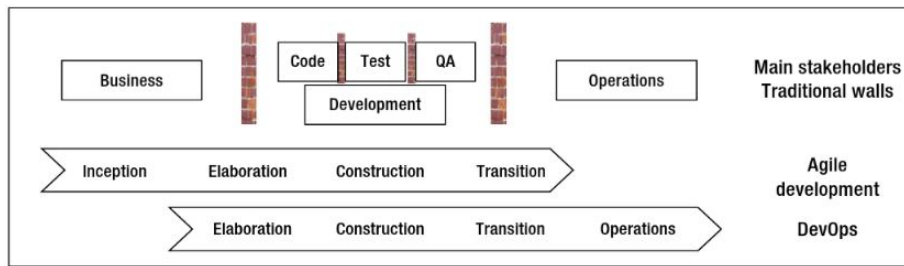 Code Test QA
Business Development Operations
Main stakeholders
Traditional walls
Inception Elaboration Construction Transition
Agile
development
Elaboration Construction Transition Operations
DevOps